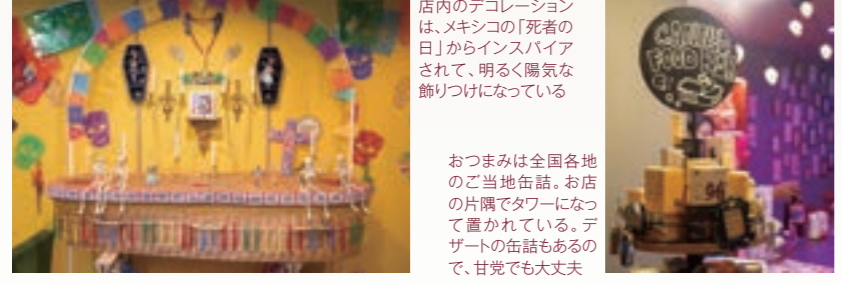 店内のデコレーション
は、メキシコの「死者の
日」からインスパイア
されて、明るく陽気な
飾りつけになっている
おつまみは全国各地
のご当地缶詰。お店
の片隅でタワーになっ
て置かれている。デ
ザートの缶詰もあるの
で、甘党でも大丈夫
CANNED
FOOD BAR